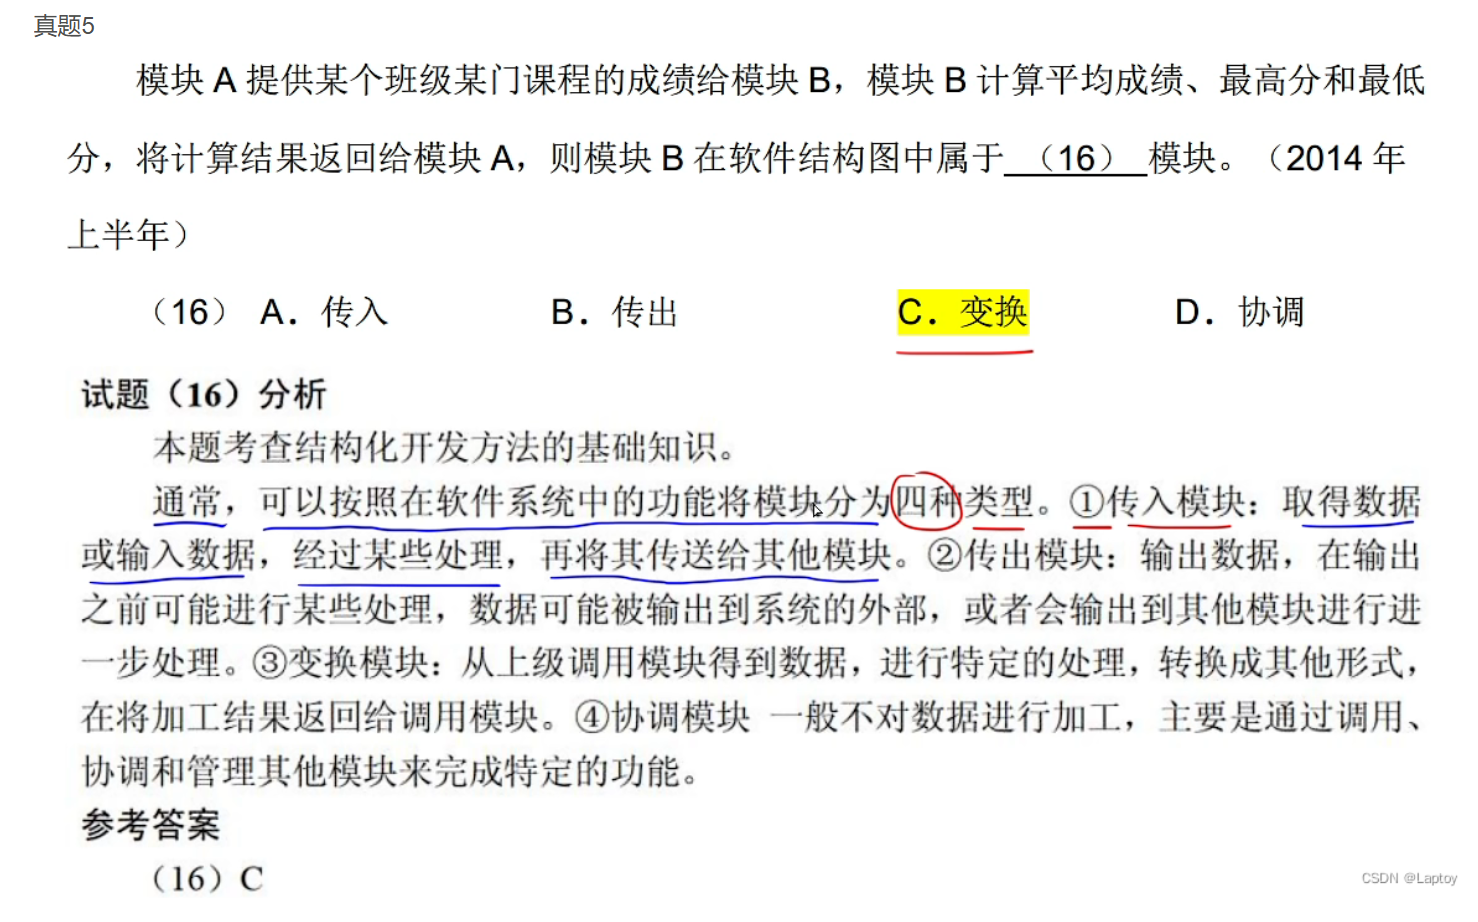 真题5
模块 A 提供某个班级某门课程的成绩给模块 B，模块 B 计算平均成绩、最高分和最低
分，将计算结果返回给模块 A，则模块 B 在软件结构图中属于 （16） 模块。（2014 年
上半年）
（16） A．传入 B．传出 C．变换 D．协调
试题（16）分析
本题考查结构化开发方法的基础知识。
通常，可以按照在软件系统中的功能将模块分为四种类型。①传入模块：取得数据
或输入数据，经过某些处理，再将其传送给其他模块。②传出模块：输出数据，在输出
之前可能进行某些处理，数据可能被输出到系统的外部，或者会输出到其他模块进行进
一步处理。③变换模块：从上级调用模块得到数据，进行特定的处理，转换成其他形式，
在将加工结果返回给调用模块。④协调模块 一般不对数据进行加工，主要是通过调用、
协调和管理其他模块来完成特定的功能。
参考答案
（16）C
CSDN @Laptoy